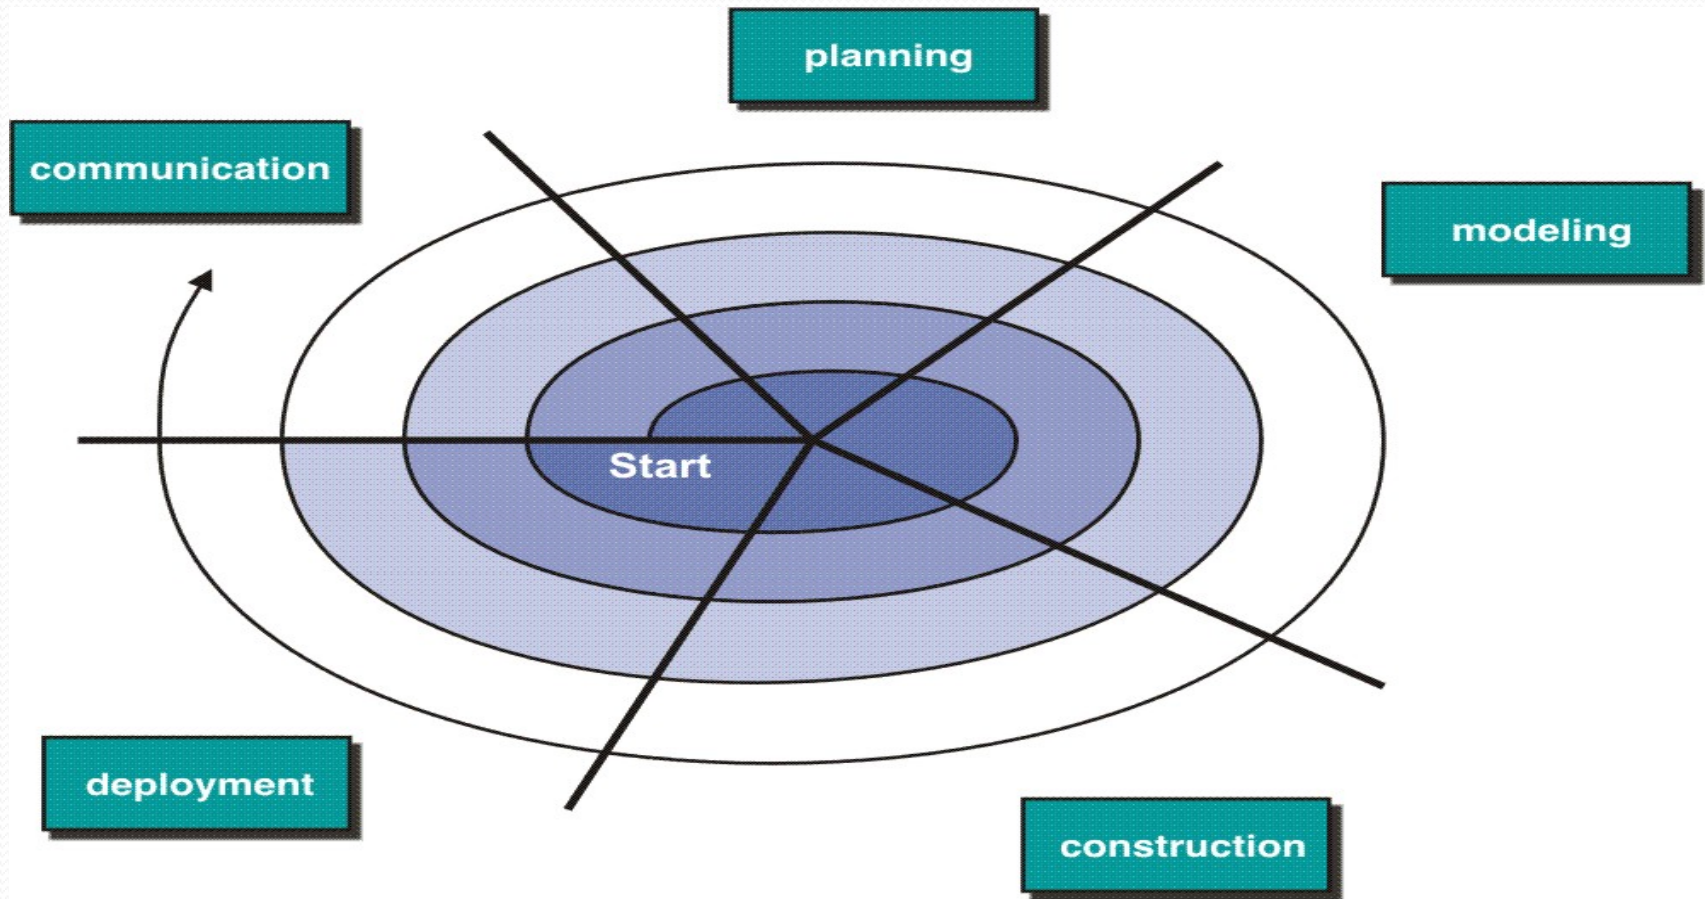 planning
communication
modeling
Start
deployment
construction